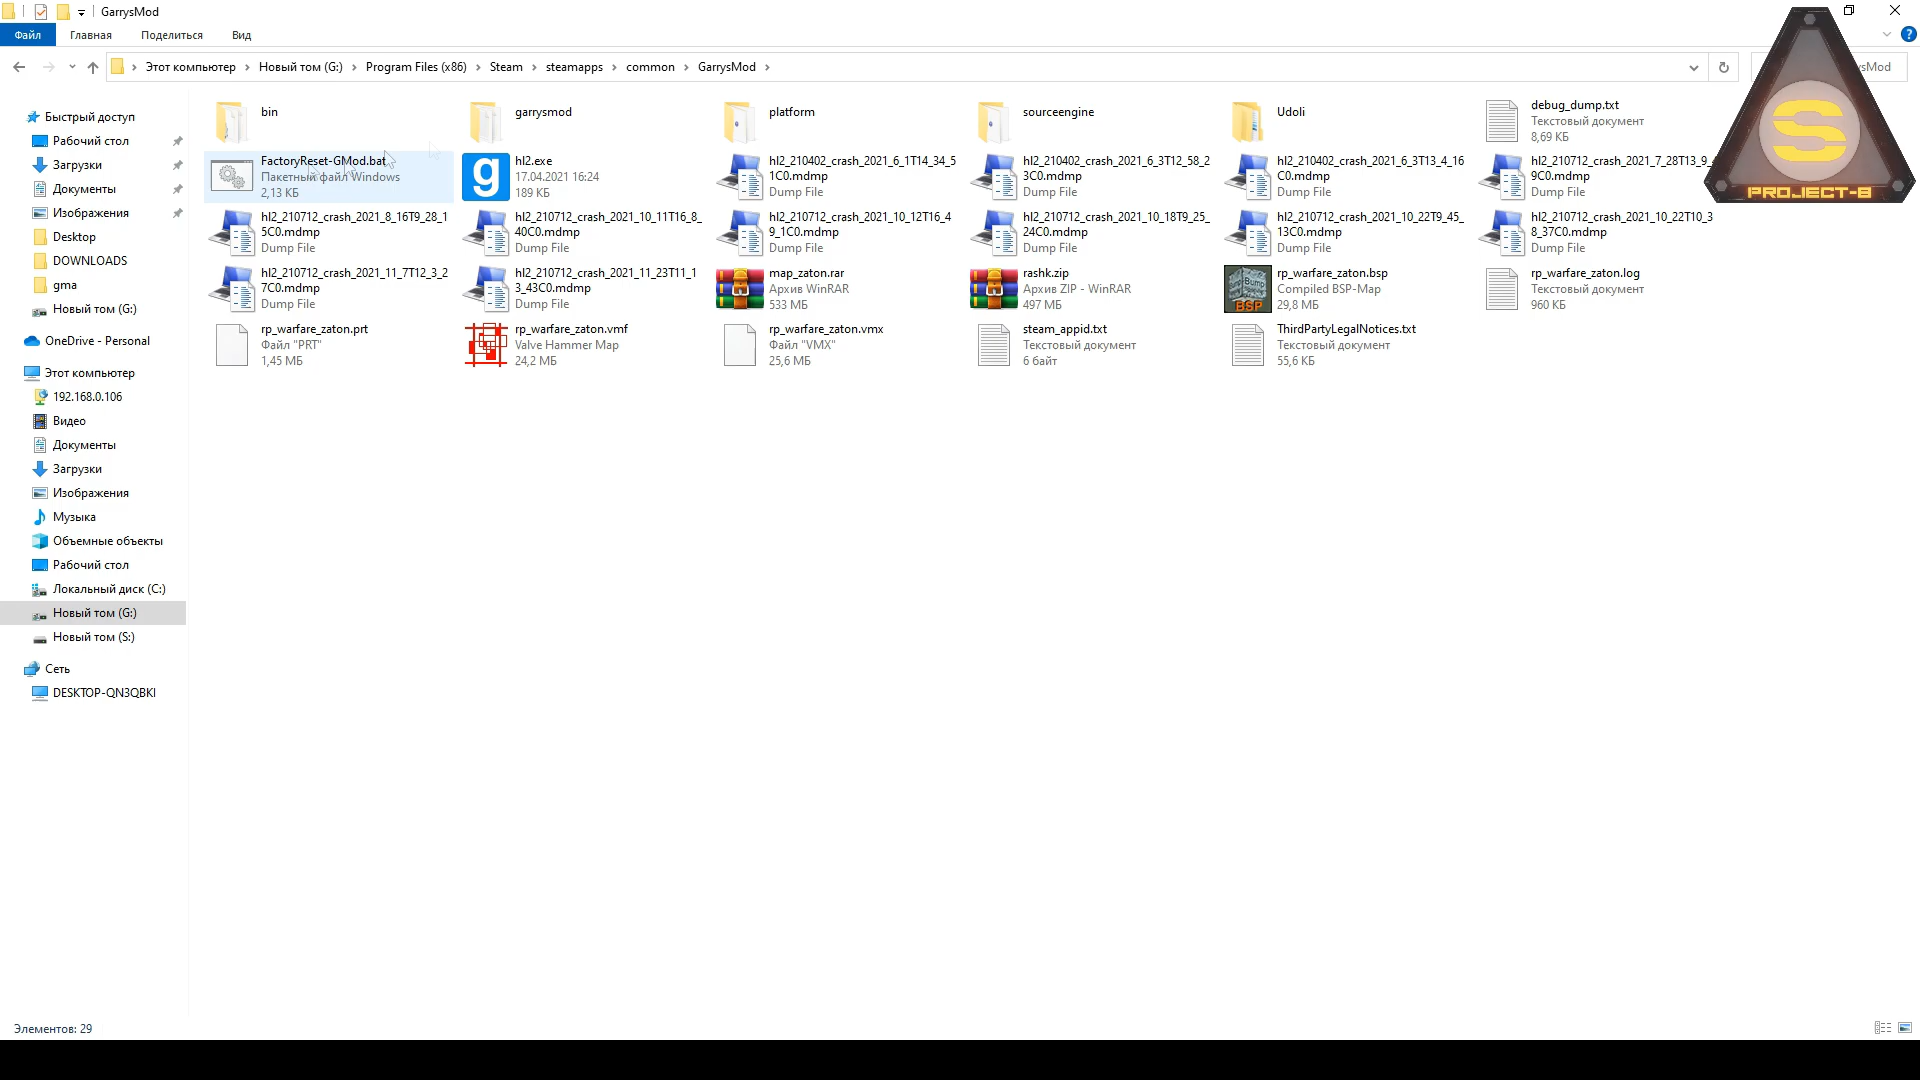 GarrysMod
Файл
Главная
Поделиться
Вид
Этот компьютер
Новый том (G:)
Program Files (x86)
Steam
steamapps
common
GarrysMod
sMod
S
PROJECT-8
Быстрый доступ
Рабочий стол
Загрузки
Документы
Изображения
Desktop
DOWNLOADS
gma
Новый том (G:)
OneDrive - Personal
Этот компьютер
192.168.0.106
Видео
Документы
Загрузки
Изображения
Музыка
Объемные объекты
Рабочий стол
Локальный диск (C:)
Новый том (G:)
Новый том (S:)
Сеть
DESKTOP-QN3QBKI
bin
garrysmod
platform
sourceengine
Udoli
debug_dump.txt
Текстовый документ
8,69 КБ
FactoryReset-GMod.bat
Пакетный файл Windows
2,13 КБ
hl2.exe
17.04.2021 16:24
189 КБ
hl2_210402_crash_2021_6_1T14_34_5
1C0.mdmp
Dump File
hl2_210402_crash_2021_6_3T12_58_2
3C0.mdmp
Dump File
hl2_210402_crash_2021_6_3T13_4_16
C0.mdmp
Dump File
hl2_210712_crash_2021_7_28T13_9_
9C0.mdmp
Dump File
hl2_210712_crash_2021_8_16T9_28_1
5C0.mdmp
Dump File
hl2_210712_crash_2021_10_11T16_8_
40C0.mdmp
Dump File
hl2_210712_crash_2021_10_12T16_4
9_1C0.mdmp
Dump File
hl2_210712_crash_2021_10_18T9_25_
24C0.mdmp
Dump File
hl2_210712_crash_2021_10_22T9_45_
13C0.mdmp
Dump File
hl2_210712_crash_2021_10_22T10_3
8_37C0.mdmp
Dump File
hl2_210712_crash_2021_11_7T12_3_2
7C0.mdmp
Dump File
hl2_210712_crash_2021_11_23T11_1
3_43C0.mdmp
Dump File
map_zaton.rar
Архив WinRAR
533 МБ
rashk.zip
Архив ZIP - WinRAR
497 МБ
rp_warfare_zaton.bsp
Compiled BSP-Map
29,8 МБ
rp_warfare_zaton.log
Текстовый документ
960 КБ
rp_warfare_zaton.prt
Файл "PRT"
1,45 МБ
rp_warfare_zaton.vmf
Valve Hammer Map
24,2 МБ
rp_warfare_zaton.vmx
Файл "VMX"
25,6 МБ
steam_appid.txt
Текстовый документ
6 байт
ThirdPartyLegalNotices.txt
Текстовый документ
55,6 КБ
Элементов: 29